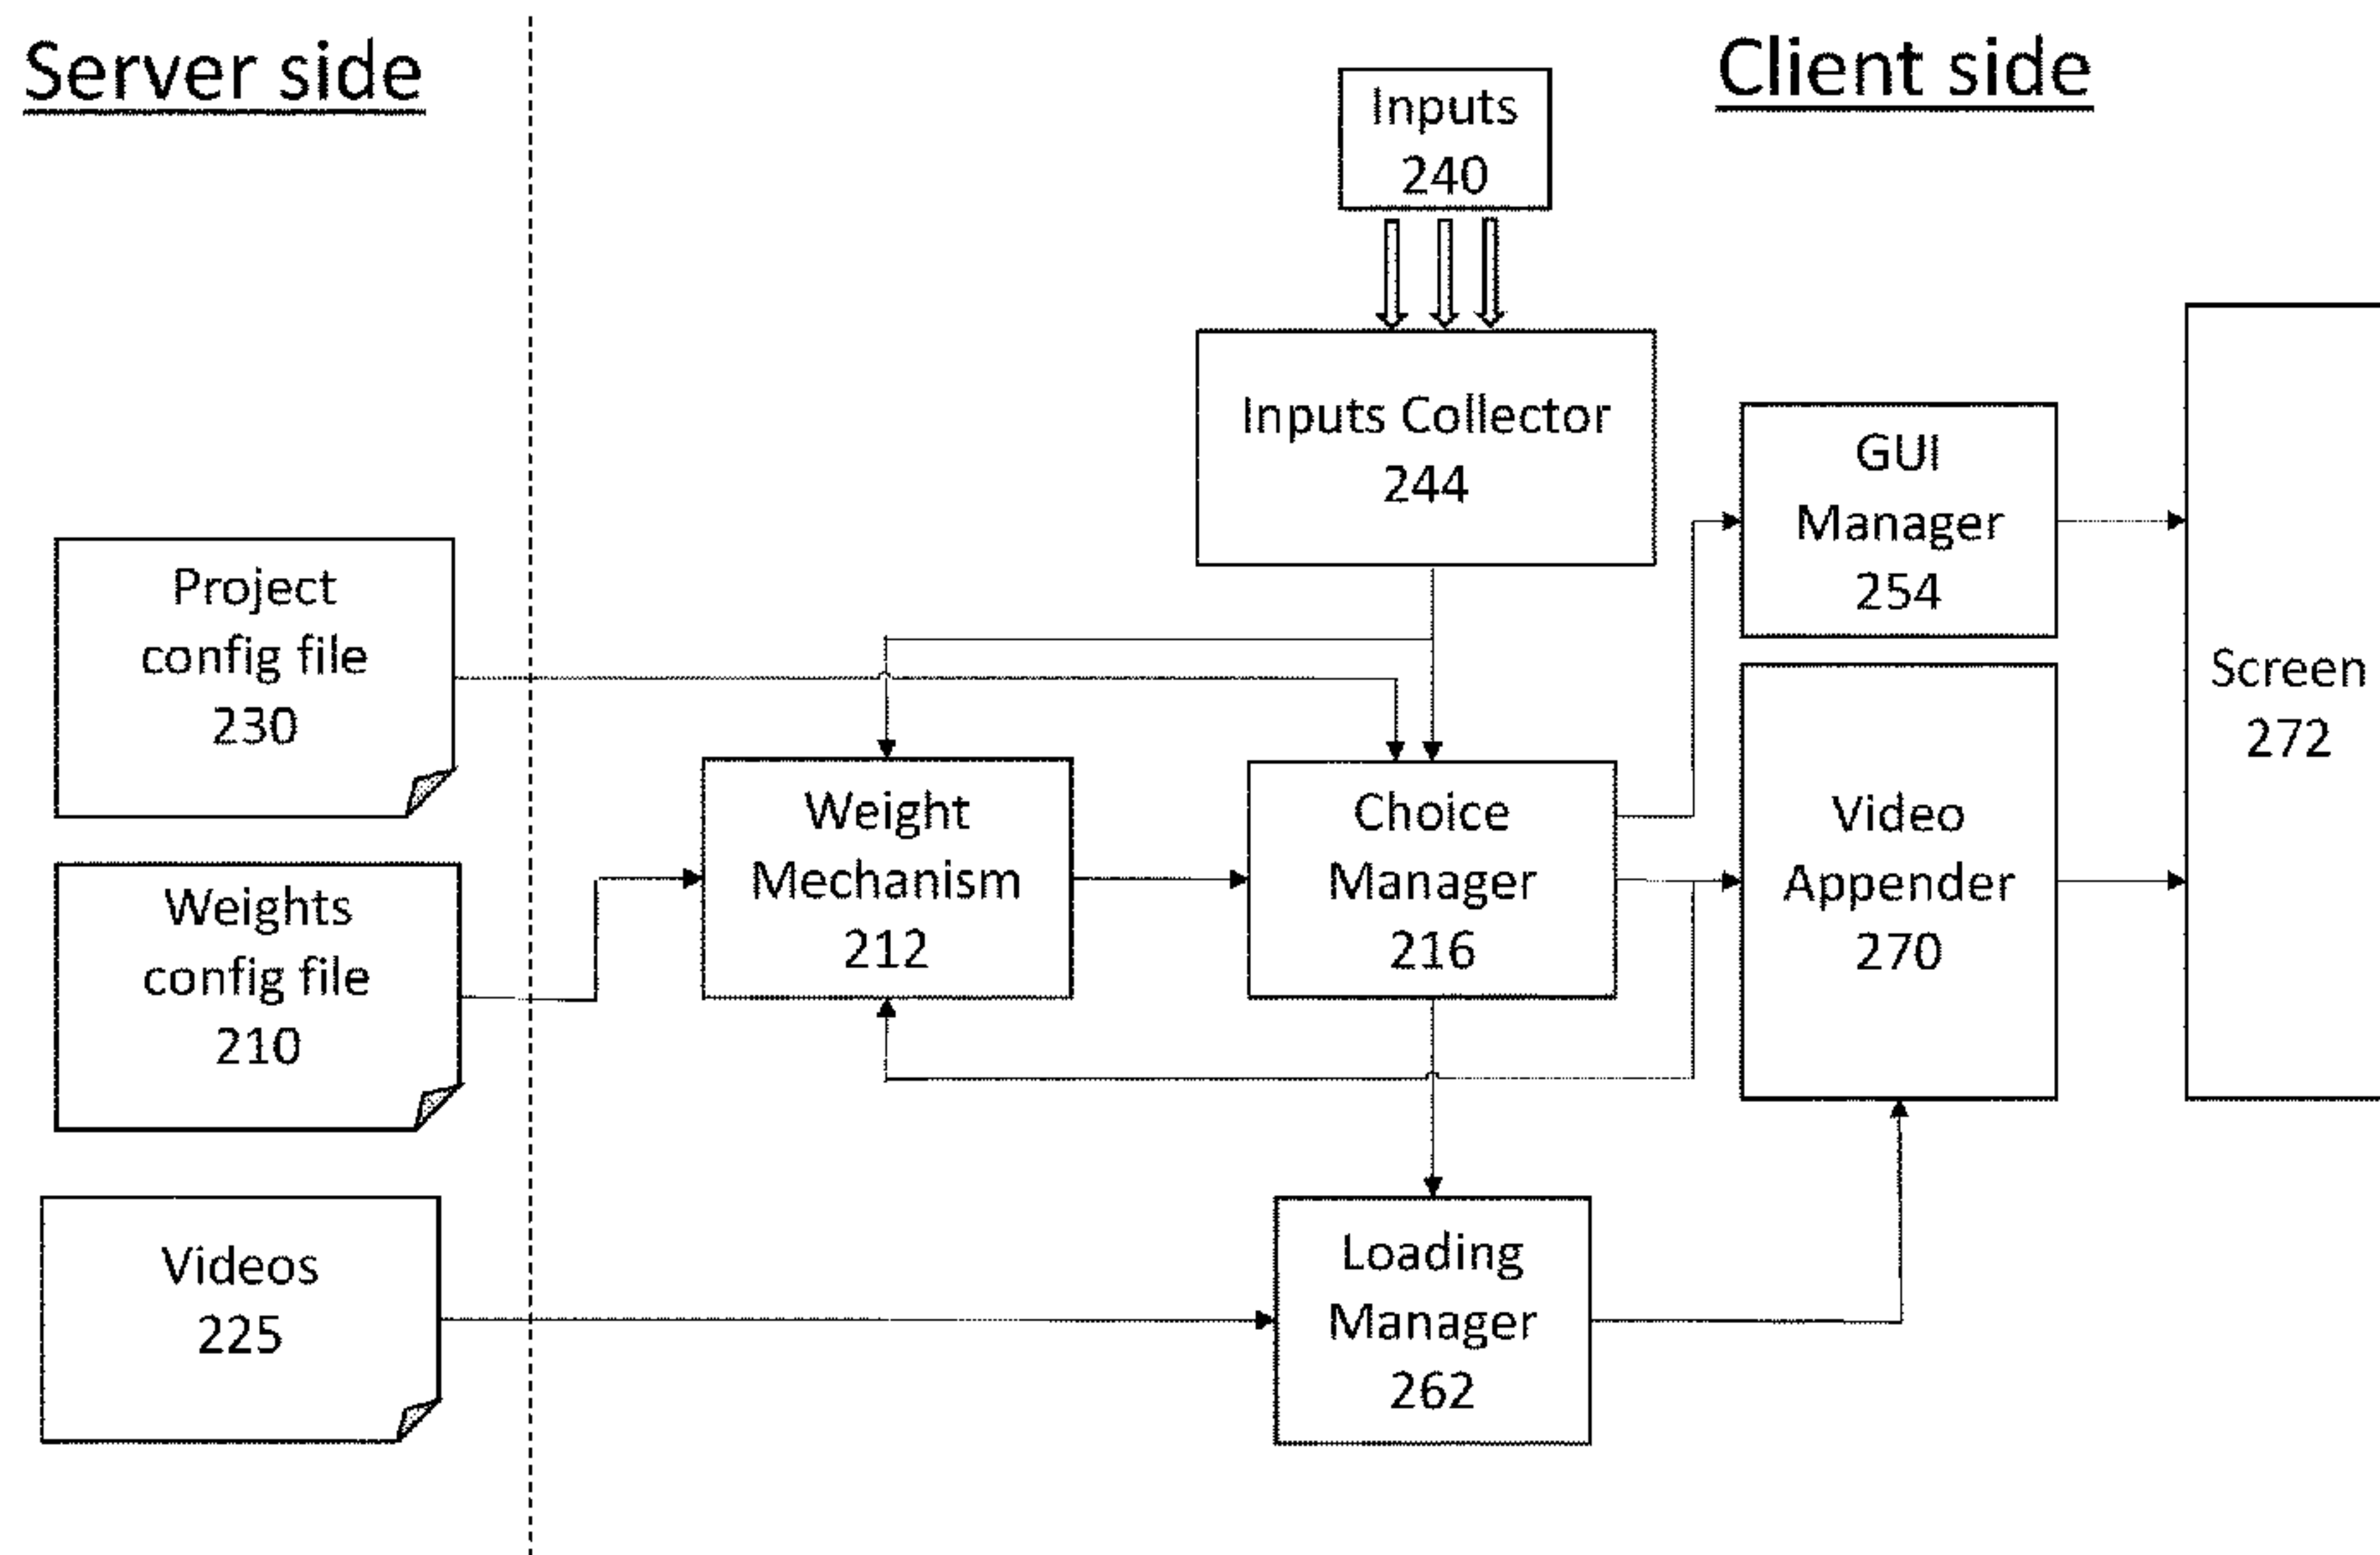 Server side
Client side
Inputs
240
Inputs Collector
244
GUI
Manager
254
Project
config file
230
Screen
272
Weight
Mechanism
212
Choice
Manager
216
Video
Appender
270
Weights
config file
210
Videos
225
Loading
Manager
262